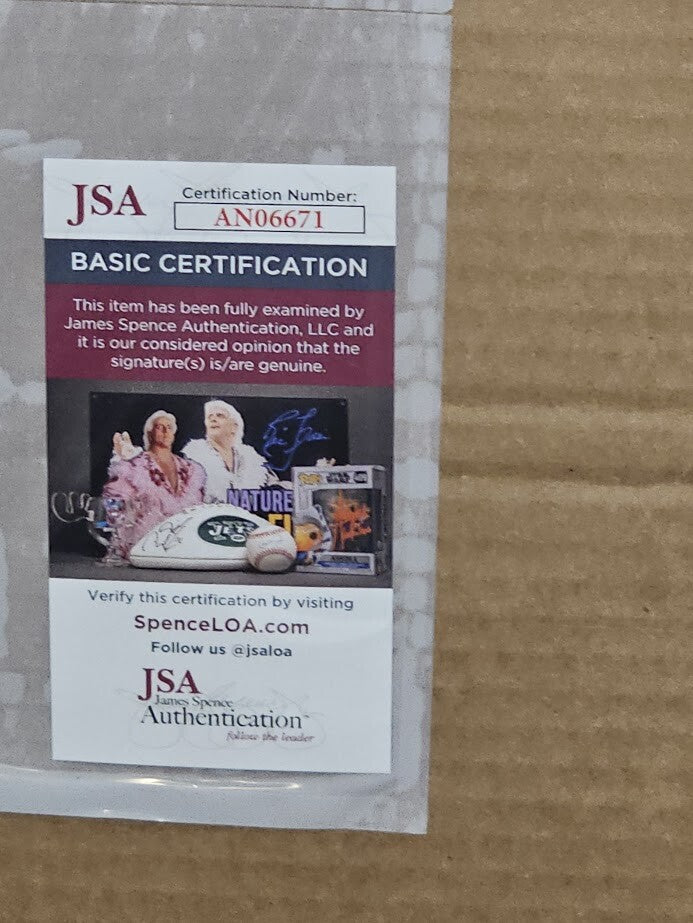 JSA
Certification Number:
AN06671
BASIC CERTIFICATION
This item has been fully examined by
James Spence Authentication, LLC and
it is our considered opinion that the
signature(s) is/are genuine.
NATURE
JETS
Verify this certification by visiting
SpenceLOA.com
Follow us @jsaloa
JSA
James Spence
Authentication™
follow the leader